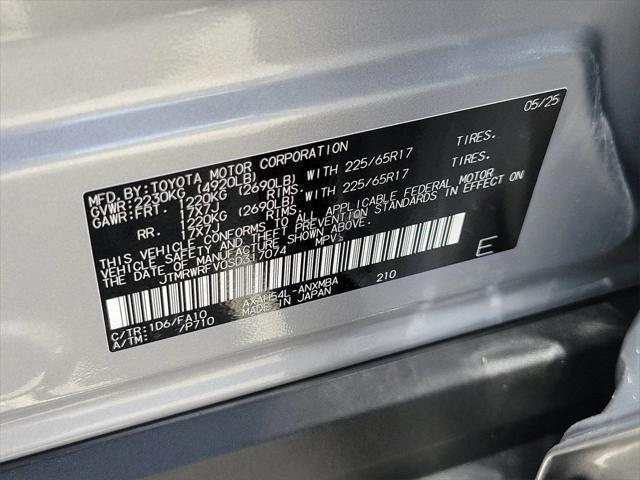 05/25
MFD.BY:TOYOTA MOTOR CORPORATION
GVWR:2230KG (4920LB)
GAWR:FRT. 1220KG (2690LB) WITH 225/65R17 TIRES.
17X7J RIMS.
RR. 1220KG (2690LB) WITH 225/65R17 TIRES.
17X7J RIMS.
THIS VEHICLE CONFORMS TO ALL APPLICABLE FEDERAL MOTOR
VEHICLE SAFETY AND THEFT PREVENTION STANDARDS IN EFFECT ON
THE DATE OF MANUFACTURE SHOWN ABOVE.
JTMRWRFV0SD317074 MPV
E
C/TR:1D6/FA10 AXAH54L-ANXMBA 210
A/TM: /P710 MADE IN JAPAN